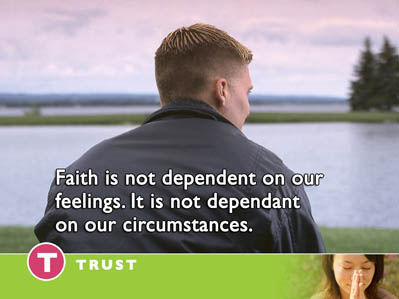 Faith is not dependent on our
feelings. It is not dependant
on our circumstances.
T TRUST